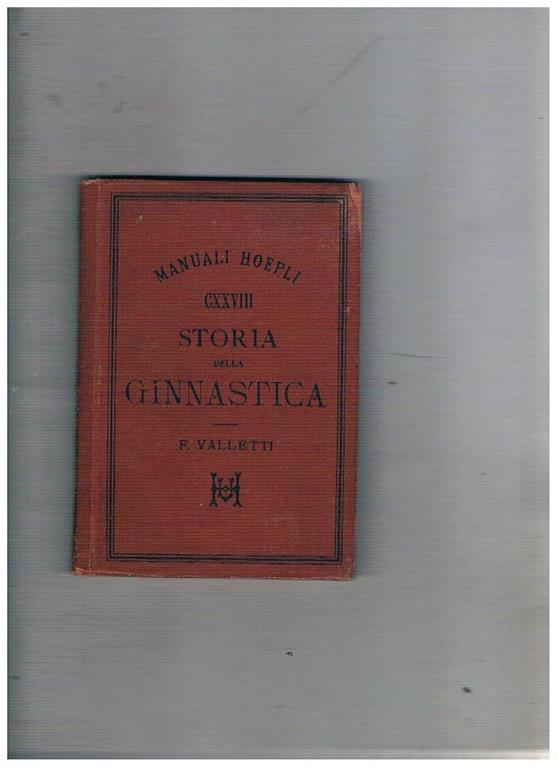 MANUALI HOEPLI
CXXVIII
STORIA
DELLA
GINNASTICA
F. VALLETTI